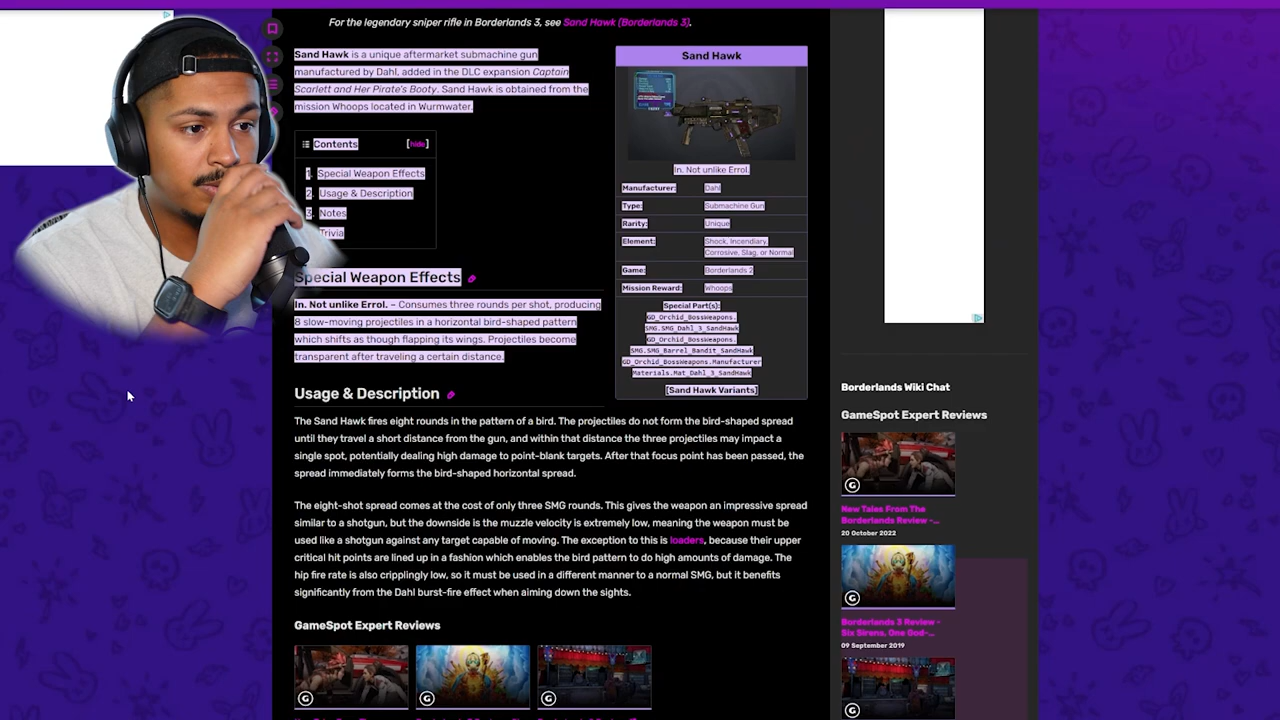 For the legendary sniper rifle in Borderlands 3, see Sand Hawk (Borderlands 3).
Sand Hawk is a unique aftermarket submachine gun
manufactured by Dahl, added in the DLC expansion Captain
Scarlett and Her Pirate's Booty. Sand Hawk is obtained from the
mission Whoops located in Wurmwater.
Contents [hide]
1. Special Weapon Effects
2. Usage & Description
3. Notes
Trivia
Sand Hawk
In. Not unlike Errol.
Manufacturer: Dahl
Type: Submachine Gun
Rarity: Unique
Element: Shock, Incendiary,
Corrosive, Slag, or Normal
Game: Borderlands 2
Mission Reward: Whoops
Special Part(s):
GD_Orchid_BossWeapons.
SMG.SMG_Dahl_3_SandHawk
GD_Orchid_BossWeapons.
SMG.SMG_Barrel_Bandit_SandHawk
GD_Orchid_BossWeapons.Manufacturer
Materials.Mat_Dahl_3_SandHawk
[Sand Hawk Variants]
Special Weapon Effects
In. Not unlike Errol. – Consumes three rounds per shot, producing
8 slow-moving projectiles in a horizontal bird-shaped pattern
which shifts as though flapping its wings. Projectiles become
transparent after traveling a certain distance.
Usage & Description
The Sand Hawk fires eight rounds in the pattern of a bird. The projectiles do not form the bird-shaped spread
until they travel a short distance from the gun, and within that distance the three projectiles may impact a
single spot, potentially dealing high damage to point-blank targets. After that focus point has been passed, the
spread immediately forms the bird-shaped horizontal spread.
The eight-shot spread comes at the cost of only three SMG rounds. This gives the weapon an impressive spread
similar to a shotgun, but the downside is the muzzle velocity is extremely low, meaning the weapon must be
used like a shotgun against any target capable of moving. The exception to this is loaders, because their upper
critical hit points are lined up in a fashion which enables the bird pattern to do high amounts of damage. The
hip fire rate is also cripplingly low, so it must be used in a different manner to a normal SMG, but it benefits
significantly from the Dahl burst-fire effect when aiming down the sights.
GameSpot Expert Reviews
Borderlands Wiki Chat
GameSpot Expert Reviews
New Tales From The
Borderlands Review -...
20 October 2022
Borderlands 3 Review -
Six Sirens, One God-...
09 September 2019